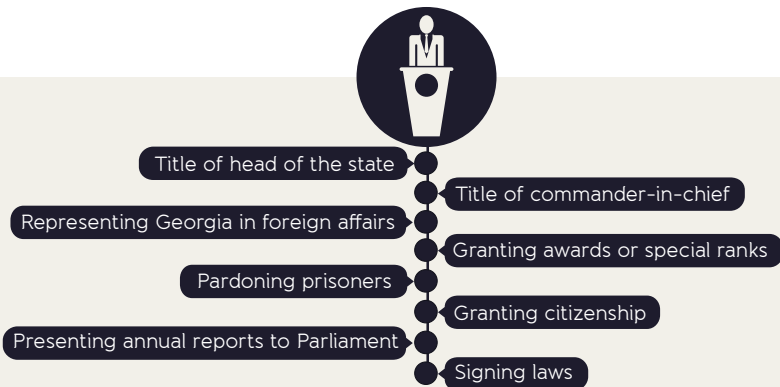 Title of head of the state
Title of commander-in-chief
Representing Georgia in foreign affairs
Granting awards or special ranks
Pardoning prisoners
Granting citizenship
Presenting annual reports to Parliament
Signing laws